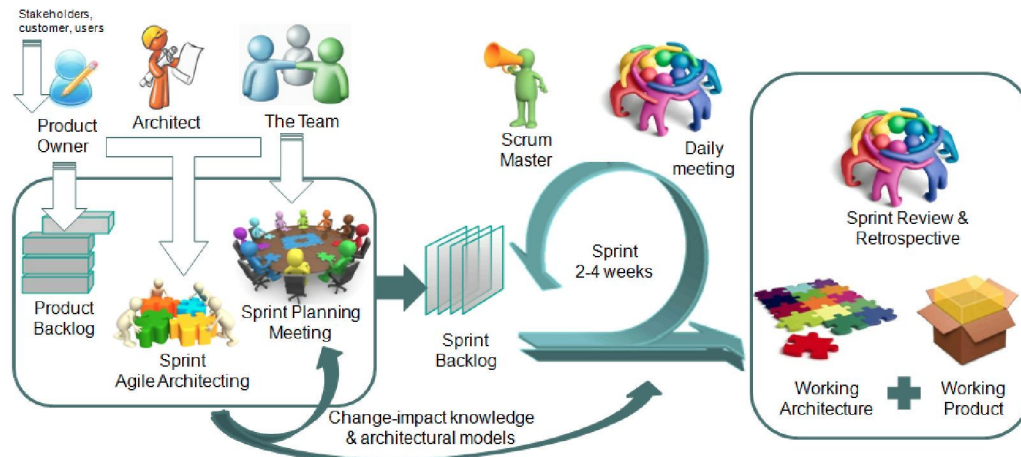 Stakeholders,
customer, users
Product
Owner
Architect
The Team
Scrum
Master
Daily
meeting
Product
Backlog
Sprint
Agile Architecting
Sprint Planning
Meeting
Sprint
Backlog
Sprint
2-4 weeks
Change-impact knowledge
& architectural models
Sprint Review &
Retrospective
Working
Architecture
Working
Product